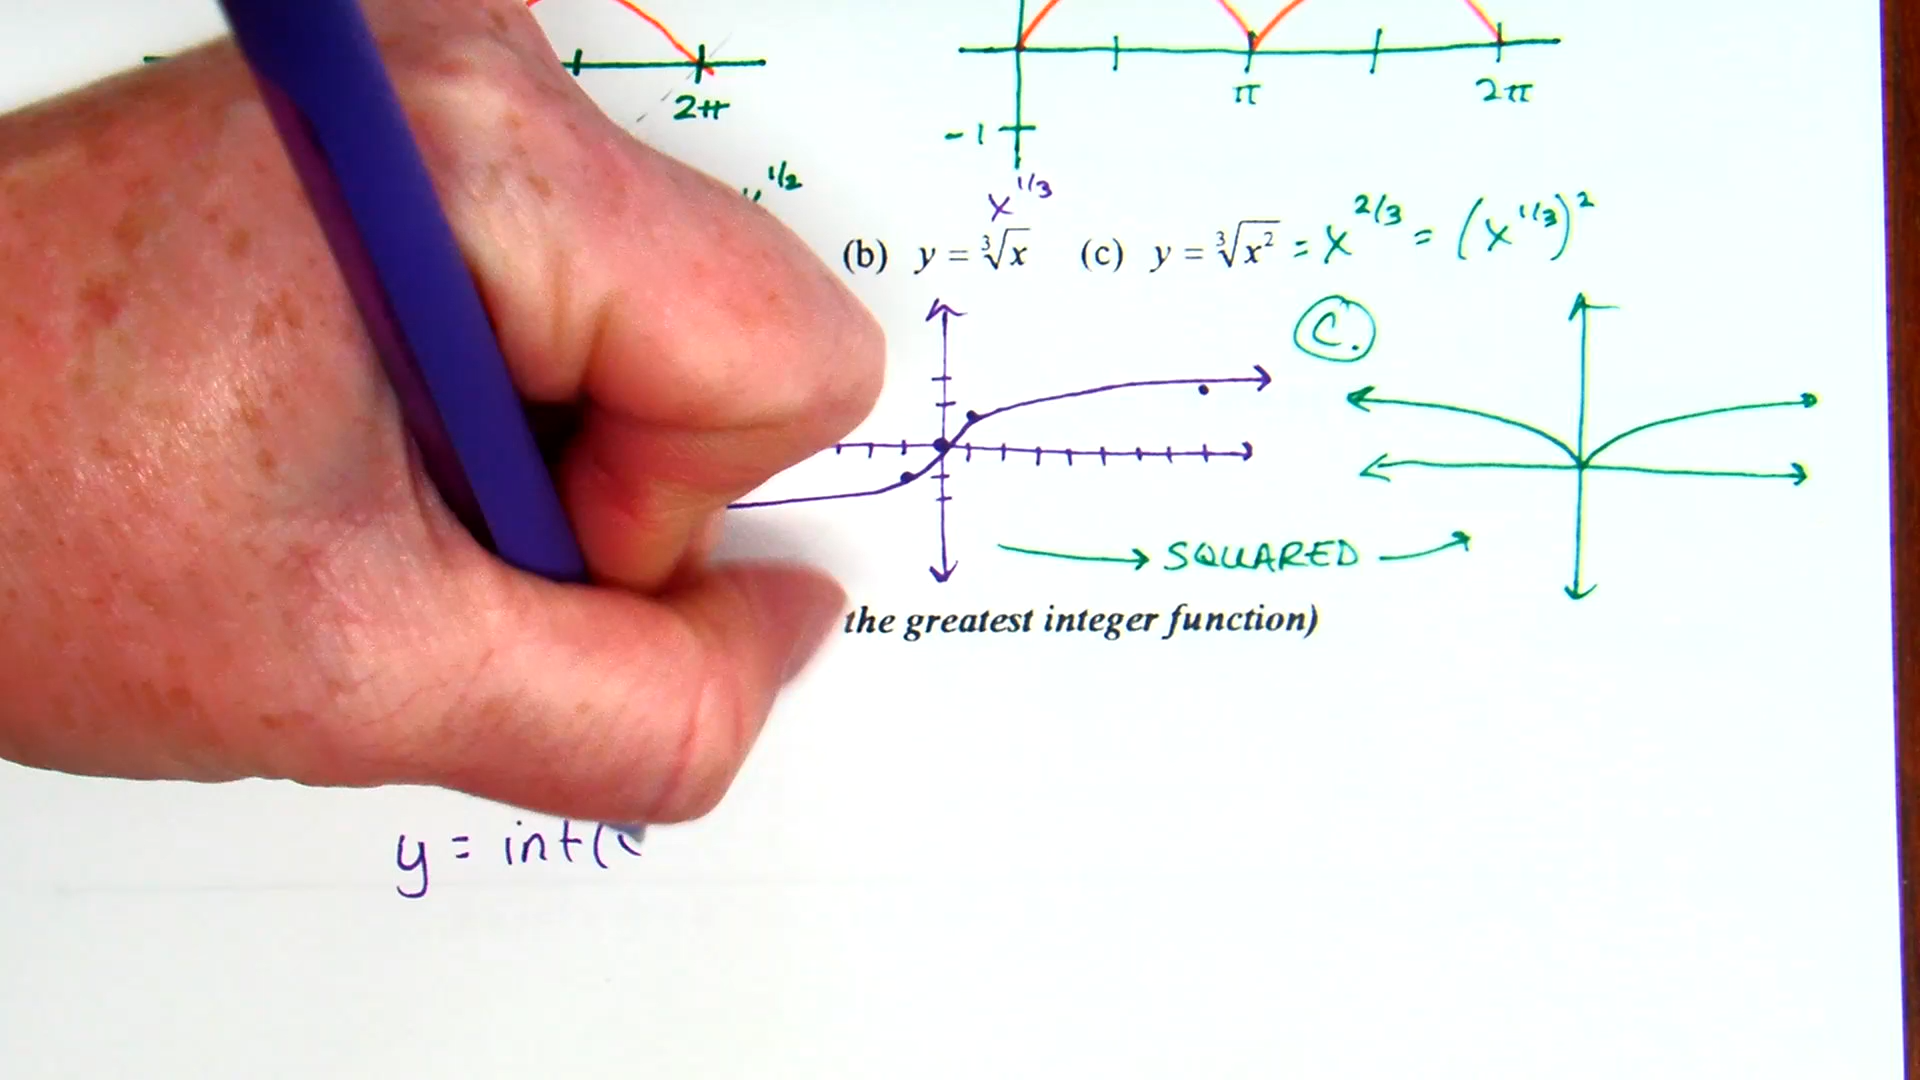 2π
π
2π
-1
1/2
x^{1/3}
(b) y = ∛x (c) y = ∛x² = x^{2/3} = (x^{1/3})²
C.
→ SQUARED →
the greatest integer function)
y = int(